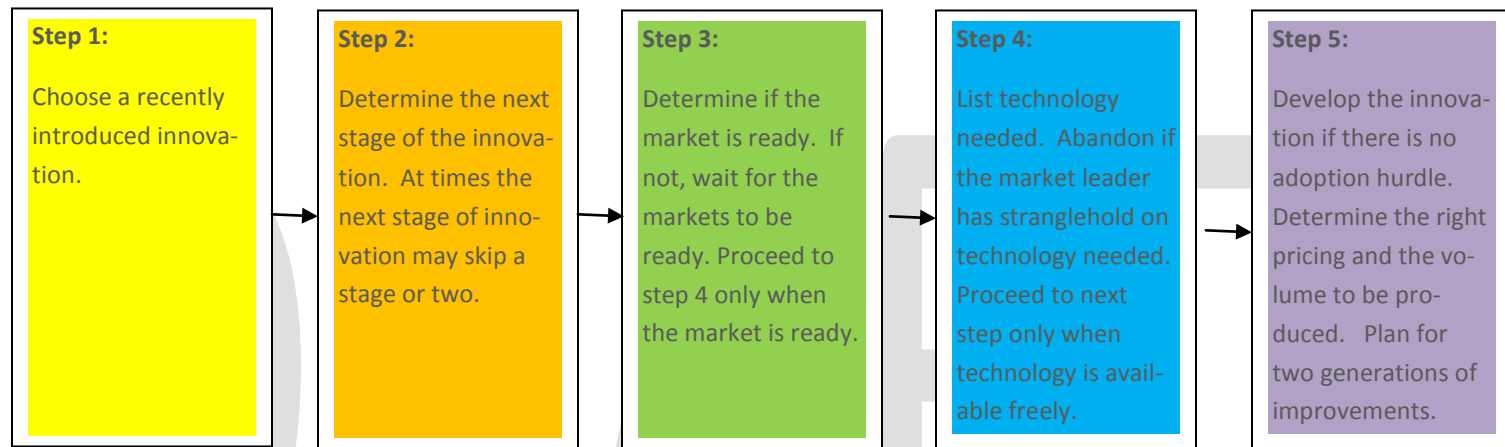 Step 1:
Choose a recently
introduced innova-
tion.
Step 2:
Determine the next
stage of the innova-
tion.  At times the
next stage of inno-
vation may skip a
stage or two.
Step 3:
Determine if the
market is ready.  If
not, wait for the
markets to be
ready. Proceed to
step 4 only when
the market is ready.
Step 4:
List technology
needed.  Abandon if
the market leader
has stranglehold on
technology needed.
Proceed to next
step only when
technology is avail-
able freely.
Step 5:
Develop the innova-
tion if there is no
adoption hurdle.
Determine the right
pricing and the vo-
lume to be pro-
duced.   Plan for
two generations of
improvements.